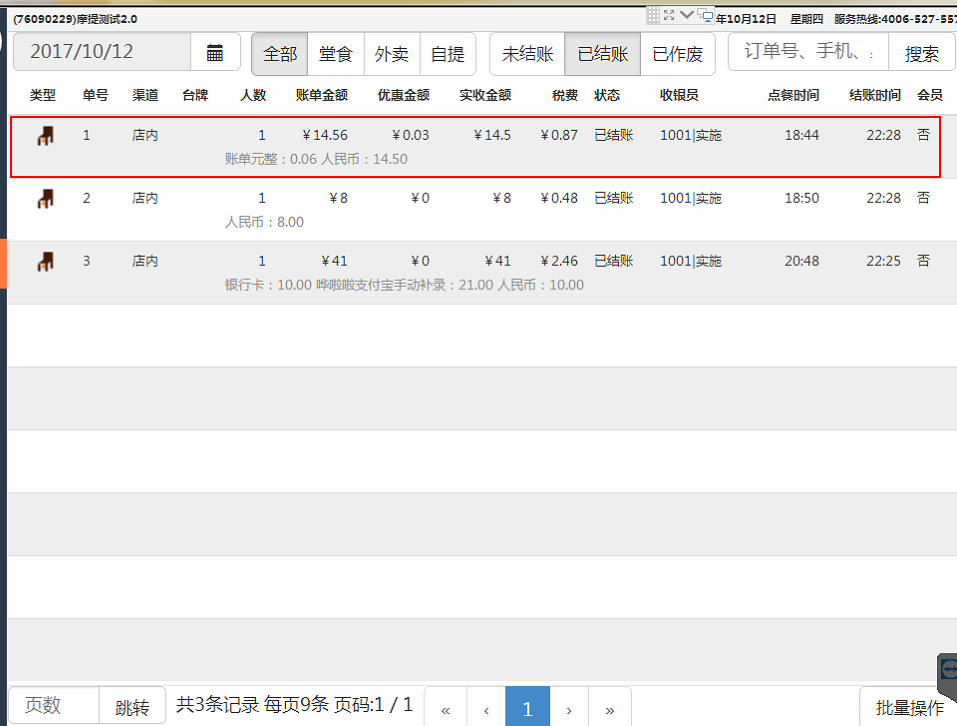 (76090229)摩提测试2.0 年10月12日 星期四 服务热线:4006-527-557
2017/10/12 全部 堂食 外卖 自提 未结账 已结账 已作废 订单号、手机、: 搜索
类型 单号 渠道 台牌 人数 账单金额 优惠金额 实收金额 税费 状态 收银员 点餐时间 结账时间 会员
1 店内 1 ¥14.56 ¥0.03 ¥14.5 ¥0.87 已结账 1001|实施 18:44 22:28 否
账单元整：0.06 人民币：14.50
2 店内 1 ¥8 ¥0 ¥8 ¥0.48 已结账 1001|实施 18:50 22:28 否
人民币：8.00
3 店内 1 ¥41 ¥0 ¥41 ¥2.46 已结账 1001|实施 20:48 22:25 否
银行卡：10.00 哗啦啦支付宝手动补录：21.00 人民币：10.00
页数 跳转 共3条记录 每页9条 页码:1 / 1 « ‹ 1 › » 批量操作